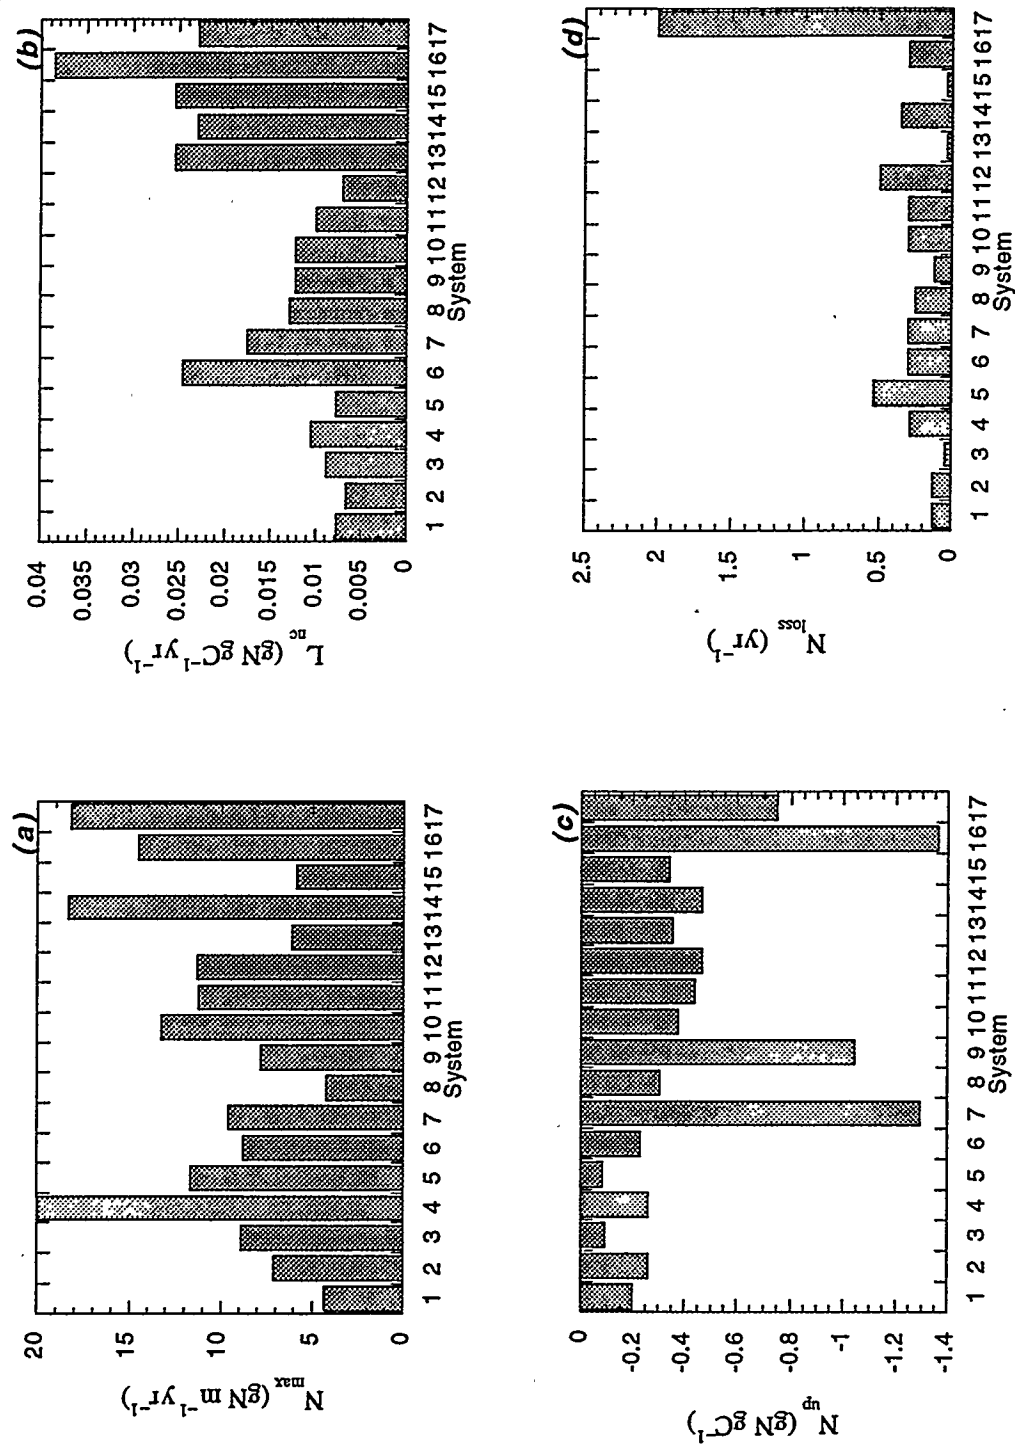 (a)
N_max (gN m⁻¹ yr⁻¹)
20
15
10
5
0
1 2 3 4 5 6 7 8 9 10 11 12 13 14 15 16 17
System
(b)
L_nc (gN gC⁻¹ yr⁻¹)
0.04
0.035
0.03
0.025
0.02
0.015
0.01
0.005
0
1 2 3 4 5 6 7 8 9 10 11 12 13 14 15 16 17
System
(c)
N_up (gN gC⁻¹)
0
-0.2
-0.4
-0.6
-0.8
-1
-1.2
-1.4
1 2 3 4 5 6 7 8 9 10 11 12 13 14 15 16 17
System
(d)
N_loss (yr⁻¹)
2.5
2
1.5
1
0.5
0
1 2 3 4 5 6 7 8 9 10 11 12 13 14 15 16 17
System